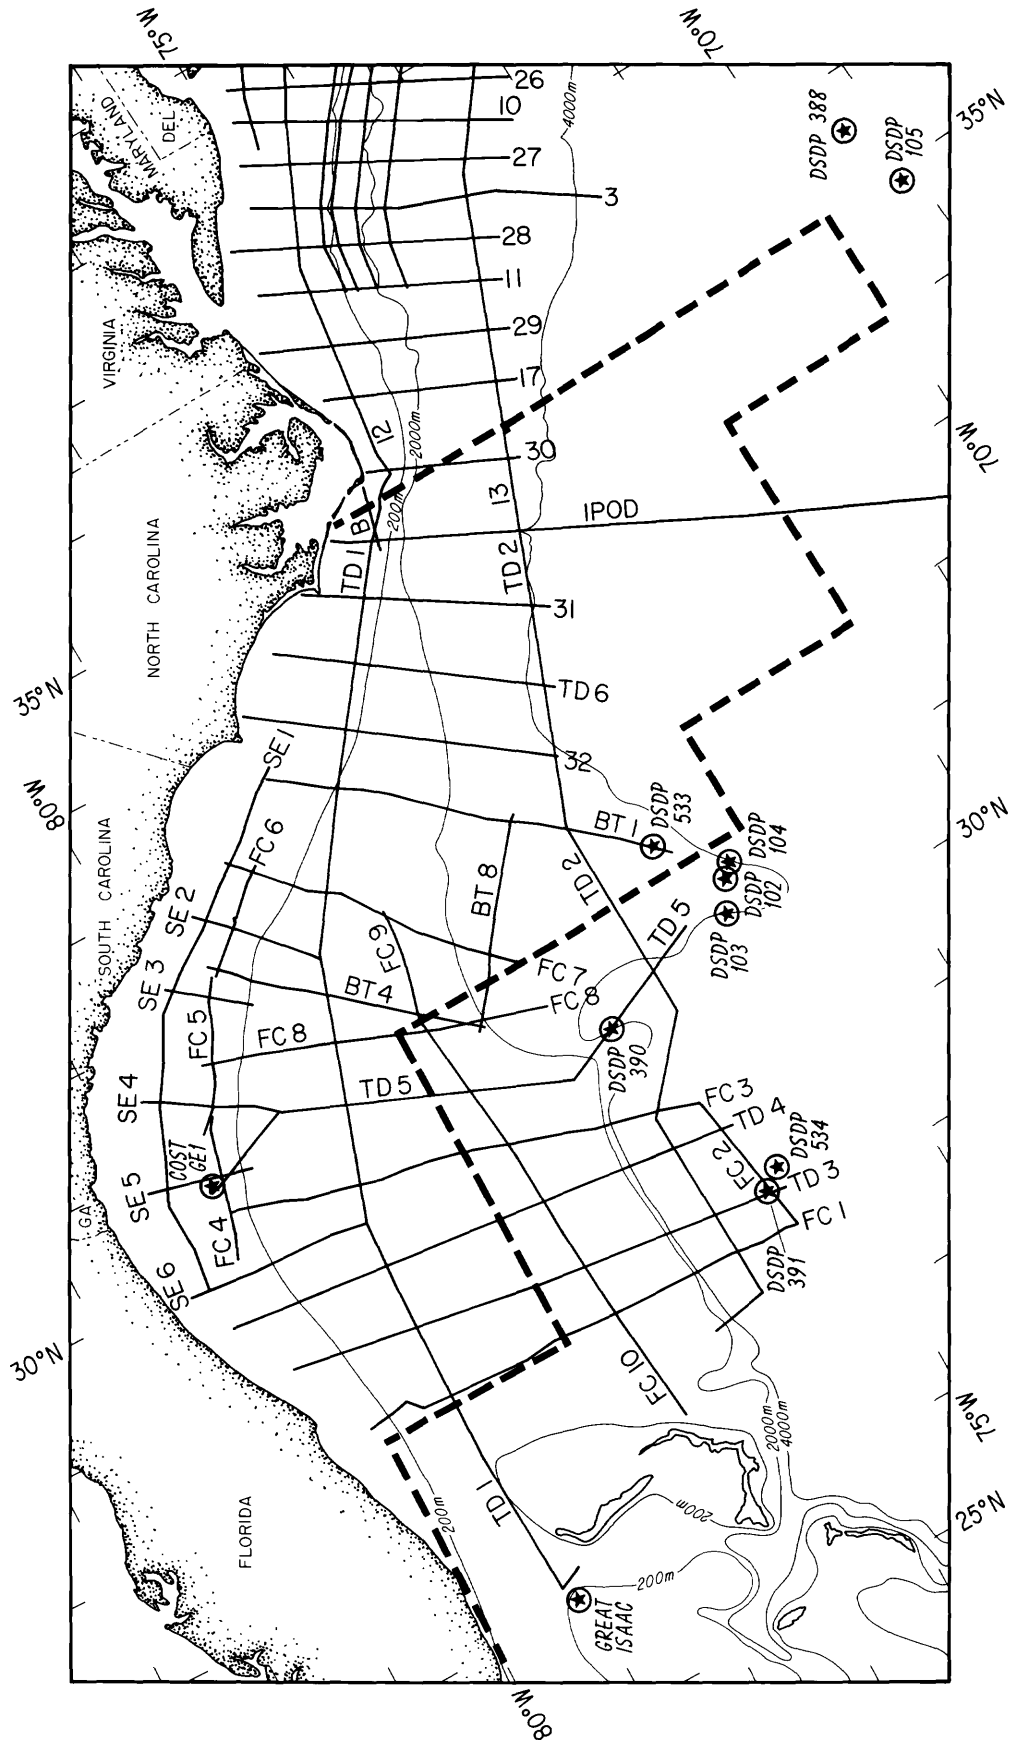 75°W
70°W
35°N
MARYLAND
DEL
26
10
27
3
28
11
29
17
30
4000m
DSDP 388
DSDP
105
VIRGINIA
12
2000m
200m
13
70°W
B
IPOD
NORTH CAROLINA
TD 1
TD 2
31
TD 6
32
35°N
80°W
SE 1
SOUTH CAROLINA
FC 6
SE 2
SE 3
BT 1
DSDP
533
30°N
DSDP
104
DSDP
102
DSDP
103
TD 2
BT 8
TD 5
FC 9
FC 7
FC 8
BT 4
FC 5
FC 8
DSDP
390
SE 4
TD 5
FC 3
TD 4
COST
GE 1
FC 2
DSDP
534
TD 3
SE 5
GA
FC 4
FC 1
DSDP
391
SE 6
30°N
FC 10
75°W
2000m
4000m
TD 1
200m
200m
25°N
FLORIDA
200m
GREAT
ISAAC
80°W